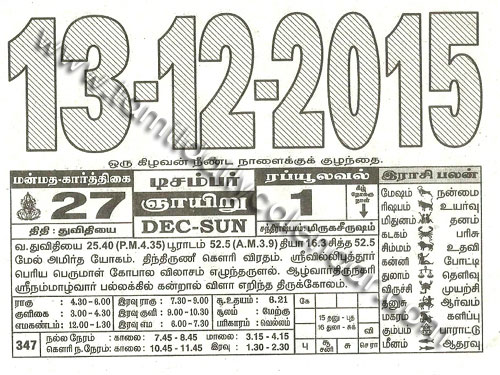 13-12-2015
ஒரு கிழவன் நீண்ட நாளைக்குக் குழந்தை.
மன்மத-கார்த்திகை
27
திதி : துவிதியை
டிசம்பர்
ஞாயிறு
DEC-SUN
ரப்யூலவல்
1
கீழ் நோக்கு நாள்
சந்திராஷ்டமம்-மிருகசீருஷம்
இராசி பலன்
மேஷம் நன்மை
ரிஷபம் உயர்வு
மிதுனம் தனம்
கடகம் பரிசு
சிம்மம் உதவி
கன்னி போட்டி
துலாம் தெளிவு
முயற்சி
தனுசு ஆர்வம்
மகரம் களிப்பு
கும்பம் பாராட்டு
மீனம் ஆதரவு
வ.துவிதியை 25.40 (P.M.4.35) பூராடம் 52.5 (A.M.3.9) தியா 16.3 சித்த 52.5
மேல் அமிர்த யோகம். திந்திருணீ கௌரி விரதம். ஸ்ரீவில்லிபுத்தூர்
பெரிய பெருமாள் கோபால விலாசம் எழுந்தருளல். ஆழ்வார்திருநகரி
ஸ்ரீநம்மாழ்வார் பல்லக்கில் கன்றால் விளா எறிந்த திருக்கோலம்.
ராகு : 4.30-6.00 இரவு ராகு : 7.30-9.00 சூ.உதயம் : 6.21
குளிகை : 3.00-4.30 இரவு குளி : 9.00-10.30 சூலம் : மேற்கு
எமகண்டம் : 12.00-1.30 இரவு எம : 6.00-7.30 பரிகாரம் : வெல்லம்
347 நல்ல நேரம் : காலை: 7.45 - 8.45 மாலை: 3.15 - 4.15
கௌரி ந.நேரம் : காலை: 10.45 - 11.45 இரவு : 1.30 - 2.30
கே
15 தனு - புத
16 துலா - சுக்
வி
பு சூ சனி சு செ ரா
www.tamildailycalendar.com